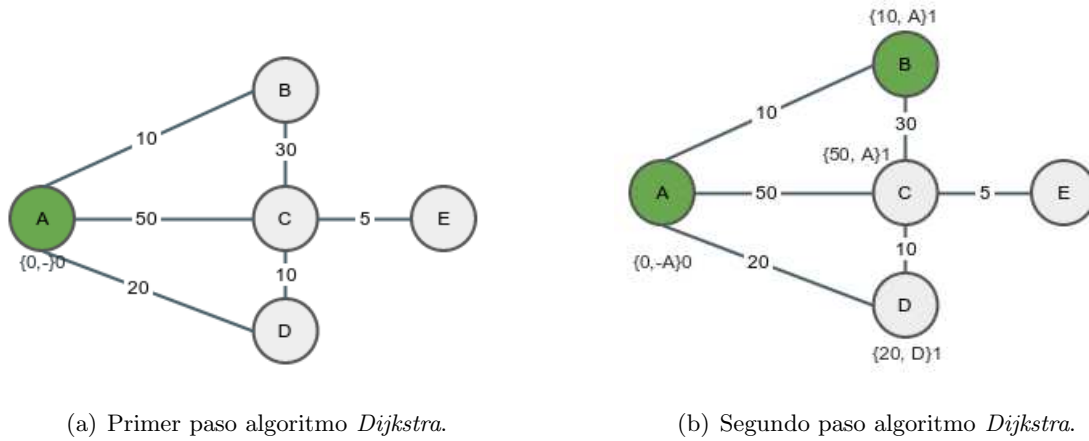 B
10
30
A
50
C
5
E
{0,-}0
10
20
D
(a) Primer paso algoritmo Dijkstra.
{10, A}1
B
10
30
{50, A}1
A
50
C
5
E
{0,-A}0
10
20
D
{20, D}1
(b) Segundo paso algoritmo Dijkstra.